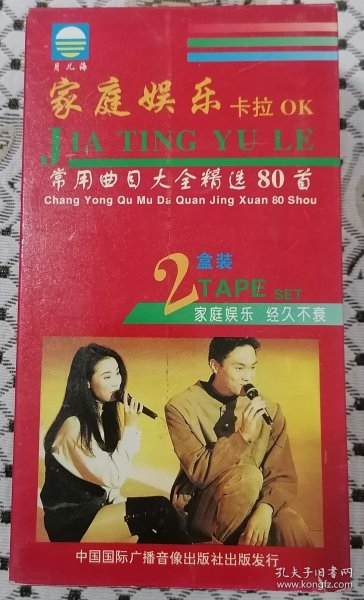 月儿海
家庭娱乐 卡拉OK
JIA TING YU LE
常用曲目大全精选80首
Chang Yong Qu Mu Da Quan Jing Xuan 80 Shou
2盒装
TAPE SET
家庭娱乐 经久不衰
中国国际广播音像出版社出版发行
孔夫子旧书网
kongfz.com